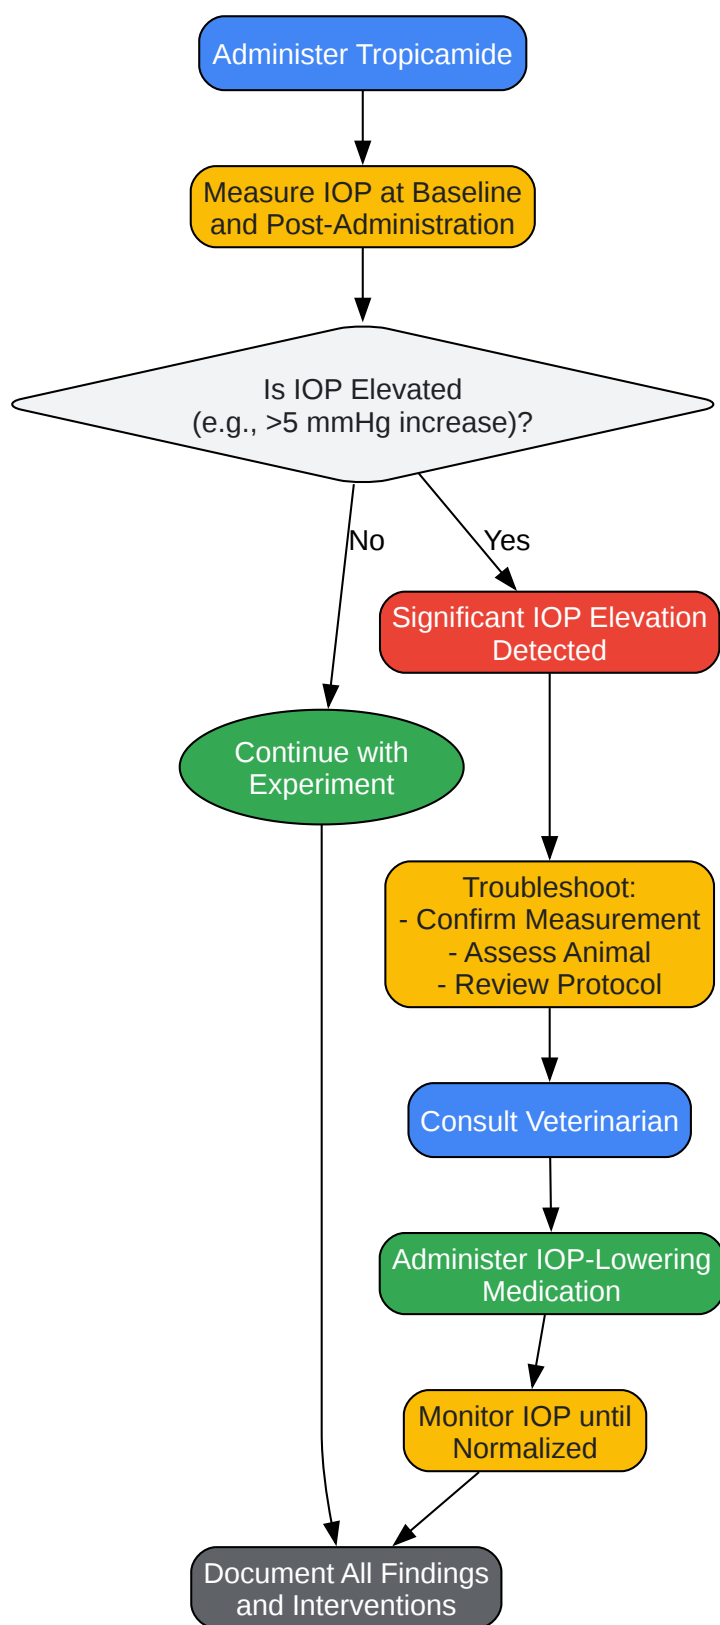 Administer Tropicamide
Measure IOP at Baseline
and Post-Administration
Is IOP Elevated
(e.g., >5 mmHg increase)?
No
Yes
Significant IOP Elevation
Detected
Continue with
Experiment
Troubleshoot:
- Confirm Measurement
- Assess Animal
- Review Protocol
Consult Veterinarian
Administer IOP-Lowering
Medication
Monitor IOP until
Normalized
Document All Findings
and Interventions